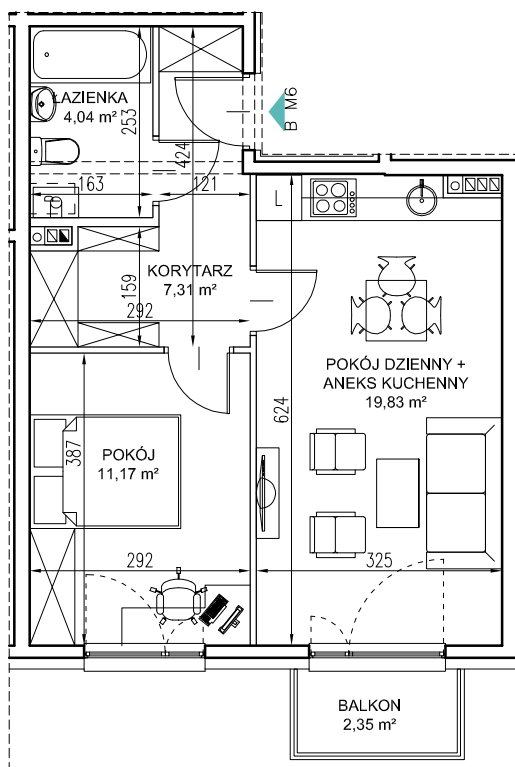 ŁAZIENKA
4,04 m²
253
424
B M6
163
121
L
KORYTARZ
7,31 m²
159
292
POKÓJ DZIENNY +
ANEKS KUCHENNY
19,83 m²
624
387
POKÓJ
11,17 m²
292
325
BALKON
2,35 m²